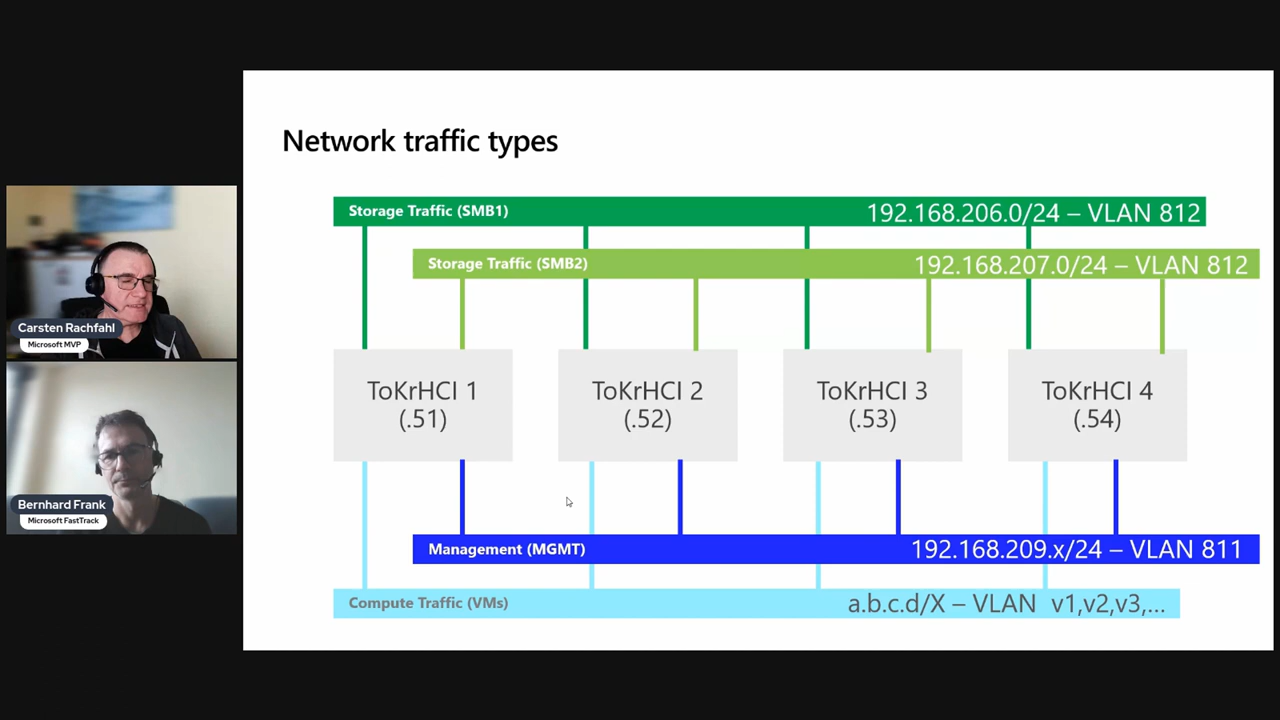 Network traffic types
Storage Traffic (SMB1)
192.168.206.0/24 – VLAN 812
Storage Traffic (SMB2)
192.168.207.0/24 – VLAN 812
Carsten Rachfahl
Microsoft MVP
ToKrHCI 1
(.51)
ToKrHCI 2
(.52)
ToKrHCI 3
(.53)
ToKrHCI 4
(.54)
Bernhard Frank
Microsoft FastTrack
Management (MGMT)
192.168.209.x/24 – VLAN 811
Compute Traffic (VMs)
a.b.c.d/X – VLAN v1,v2,v3,...